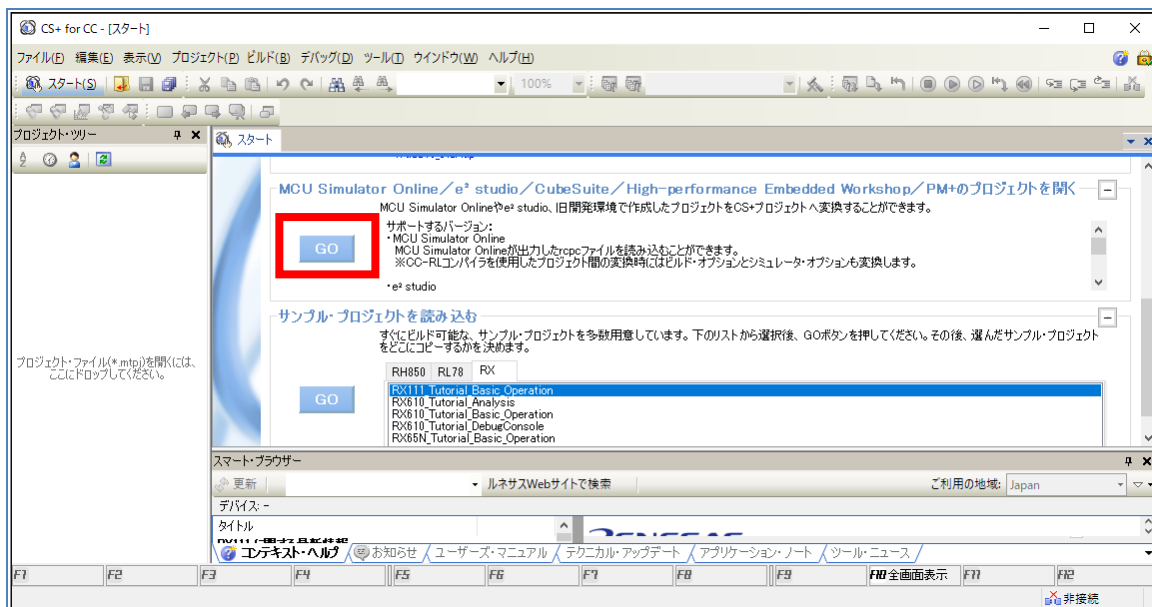 CS+ for CC - [スタート]
ファイル(F) 編集(E) 表示(V) プロジェクト(P) ビルド(B) デバッグ(D) ツール(T) ウインドウ(W) ヘルプ(H)
スタート(S) 100%
プロジェクト・ツリー
スタート
MCU Simulator Online／e² studio／CubeSuite／High-performance Embedded Workshop／PM+のプロジェクトを開く
MCU Simulator Onlineやe² studio、旧開発環境で作成したプロジェクトをCS+プロジェクトへ変換することができます。
GO
サポートするバージョン:
・MCU Simulator Online
MCU Simulator Onlineが出力したrcpcファイルを読み込むことができます。
※CC-RLコンパイラを使用したプロジェクト間の変換時にはビルド・オプションとシミュレータ・オプションも変換します。
・e² studio
サンプル・プロジェクトを読み込む
すぐにビルド可能な、サンプル・プロジェクトを多数用意しています。下のリストから選択後、GOボタンを押してください。その後、選んだサンプル・プロジェクト
をどこにコピーするかを決めます。
プロジェクト・ファイル(*.mtpj)を開くには、
ここにドロップしてください。
RH850 RL78 RX
GO
RX111_Tutorial_Basic_Operation
RX610_Tutorial_Analysis
RX610_Tutorial_Basic_Operation
RX610_Tutorial_DebugConsole
RX65N_Tutorial_Basic_Operation
スマート・ブラウザー
更新 ルネサスWebサイトで検索 ご利用の地域: Japan
デバイス: -
タイトル
RX111 に関する最新情報
RENESAS
コンテキスト・ヘルプ お知らせ ユーザーズ・マニュアル テクニカル・アップデート アプリケーション・ノート ツール・ニュース
F1 F2 F3 F4 F5 F6 F7 F8 F9 F10 全画面表示 F11 F12
非接続